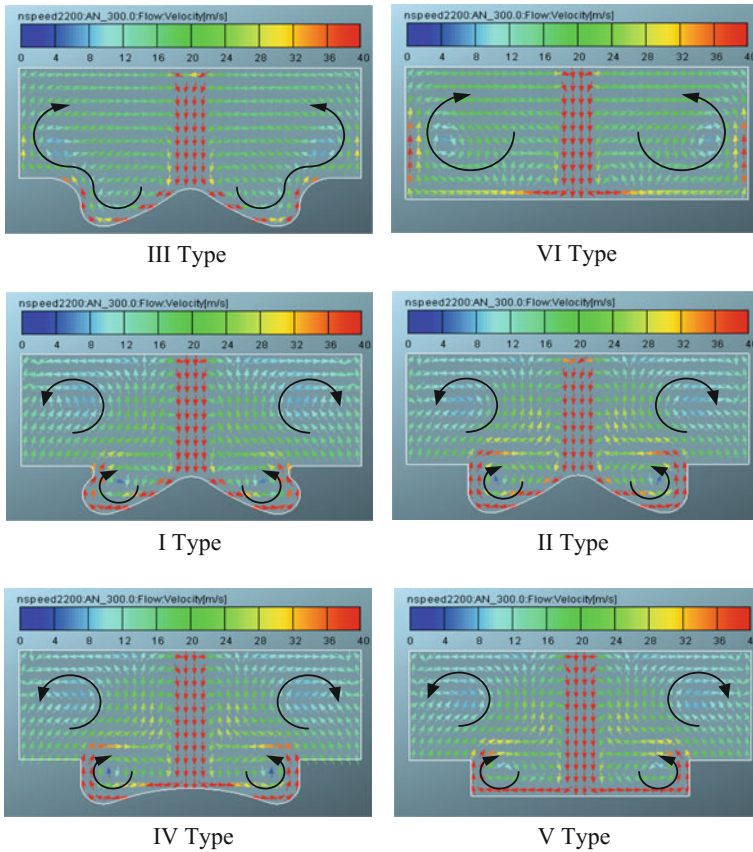 nspeed2200:AN_300.0:Flow:Velocity[m/s]
0 4 8 12 16 20 24 28 32 36 40
III Type
nspeed2200:AN_300.0:Flow:Velocity[m/s]
0 4 8 12 16 20 24 28 32 36 40
VI Type
nspeed2200:AN_300.0:Flow:Velocity[m/s]
0 4 8 12 16 20 24 28 32 36 40
I Type
nspeed2200:AN_300.0:Flow:Velocity[m/s]
0 4 8 12 16 20 24 28 32 36 40
II Type
nspeed2200:AN_300.0:Flow:Velocity[m/s]
0 4 8 12 16 20 24 28 32 36 40
IV Type
nspeed2200:AN_300.0:Flow:Velocity[m/s]
0 4 8 12 16 20 24 28 32 36 40
V Type